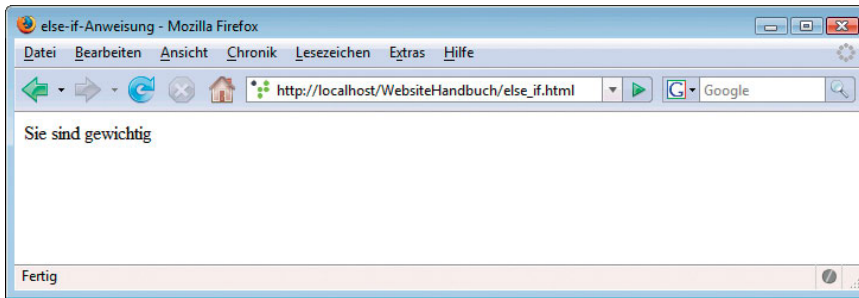 else-if-Anweisung - Mozilla Firefox
Datei Bearbeiten Ansicht Chronik Lesezeichen Extras Hilfe
http://localhost/WebsiteHandbuch/else_if.html G Google
Sie sind gewichtig
Fertig